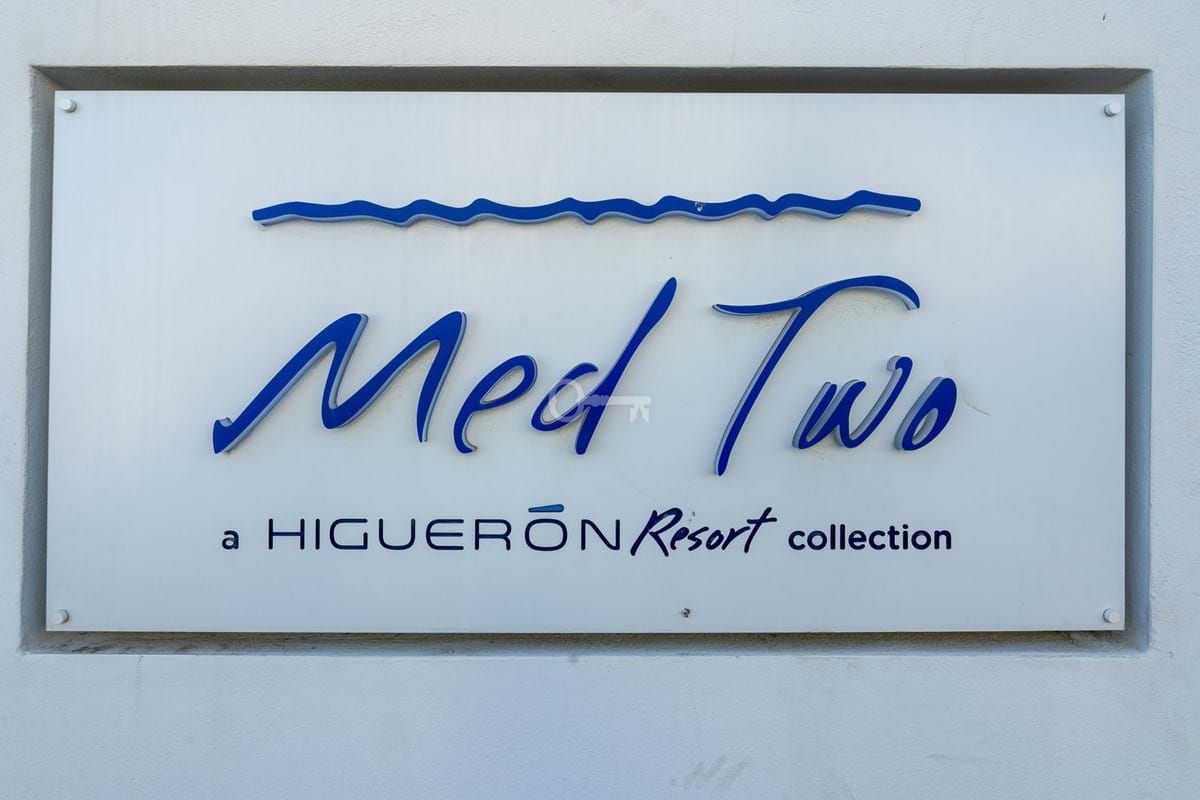 Med Two
a HIGUERÓN Resort collection